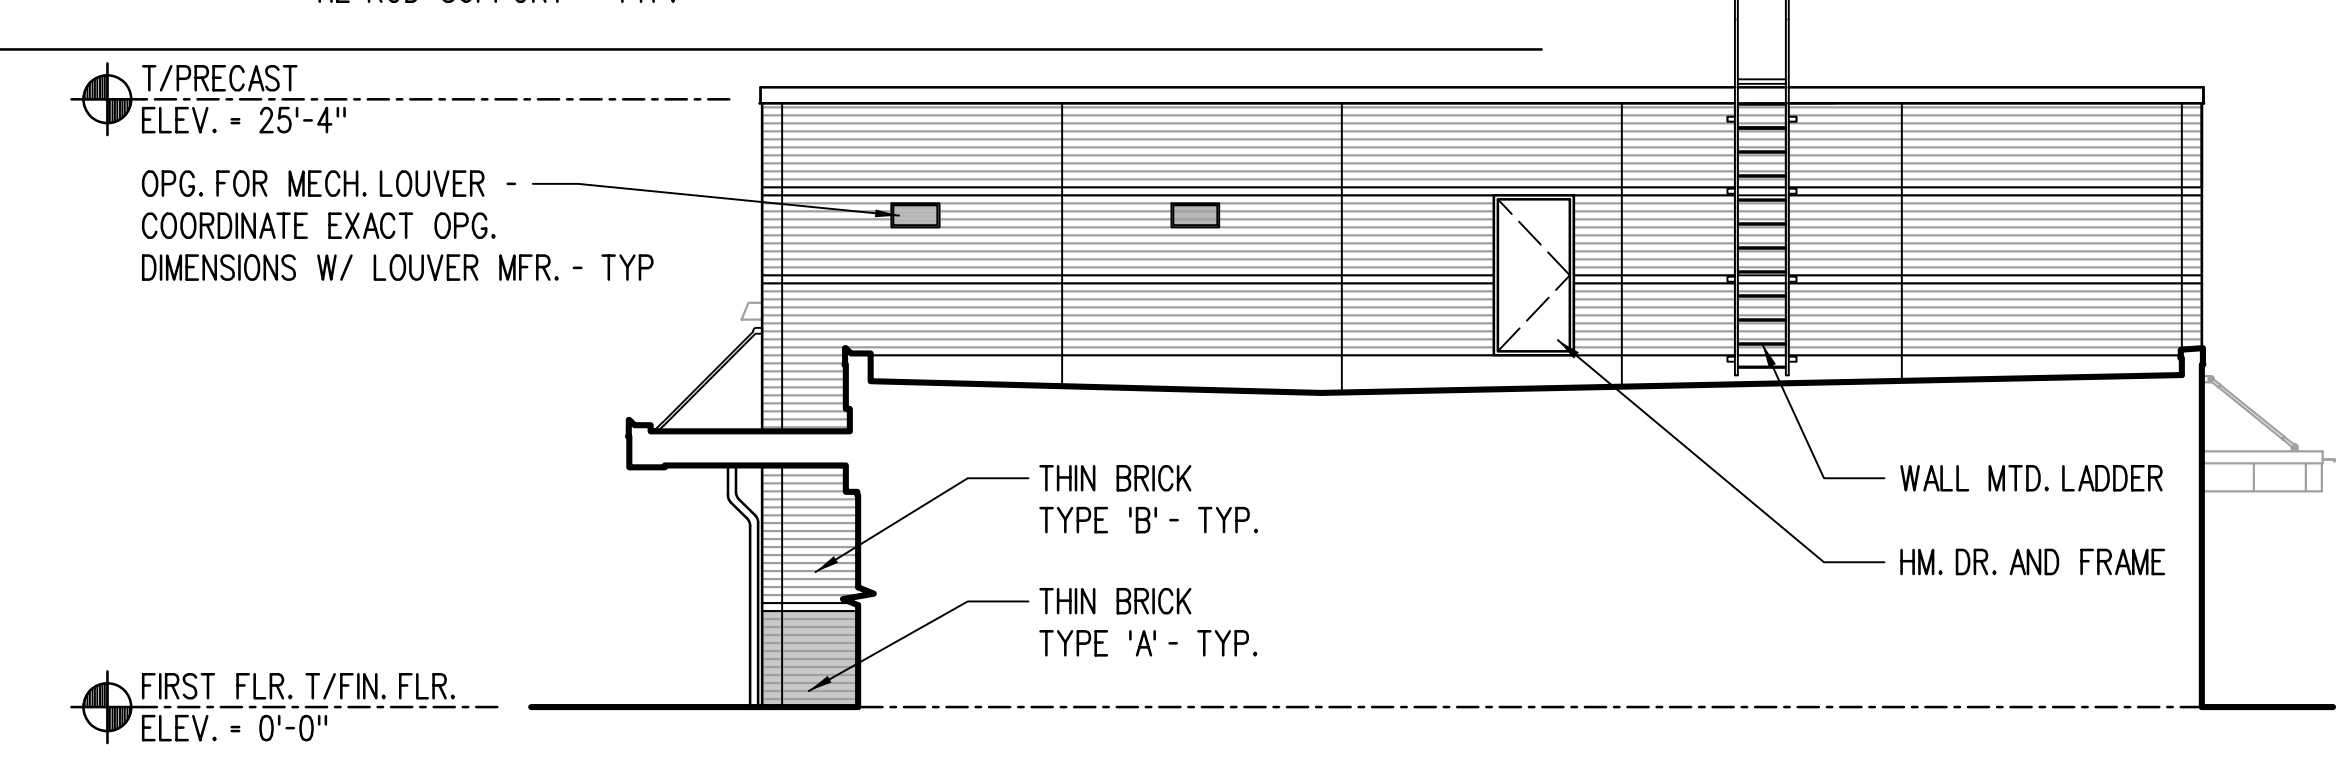 T/PRECAST
ELEV. = 25'-4"
OPG. FOR MECH. LOUVER -
COORDINATE EXACT OPG.
DIMENSIONS W/ LOUVER MFR. - TYP
THIN BRICK
TYPE 'B' - TYP.
THIN BRICK
TYPE 'A' - TYP.
WALL MTD. LADDER
HM. DR. AND FRAME
FIRST FLR. T/FIN. FLR.
ELEV. = 0'-0"